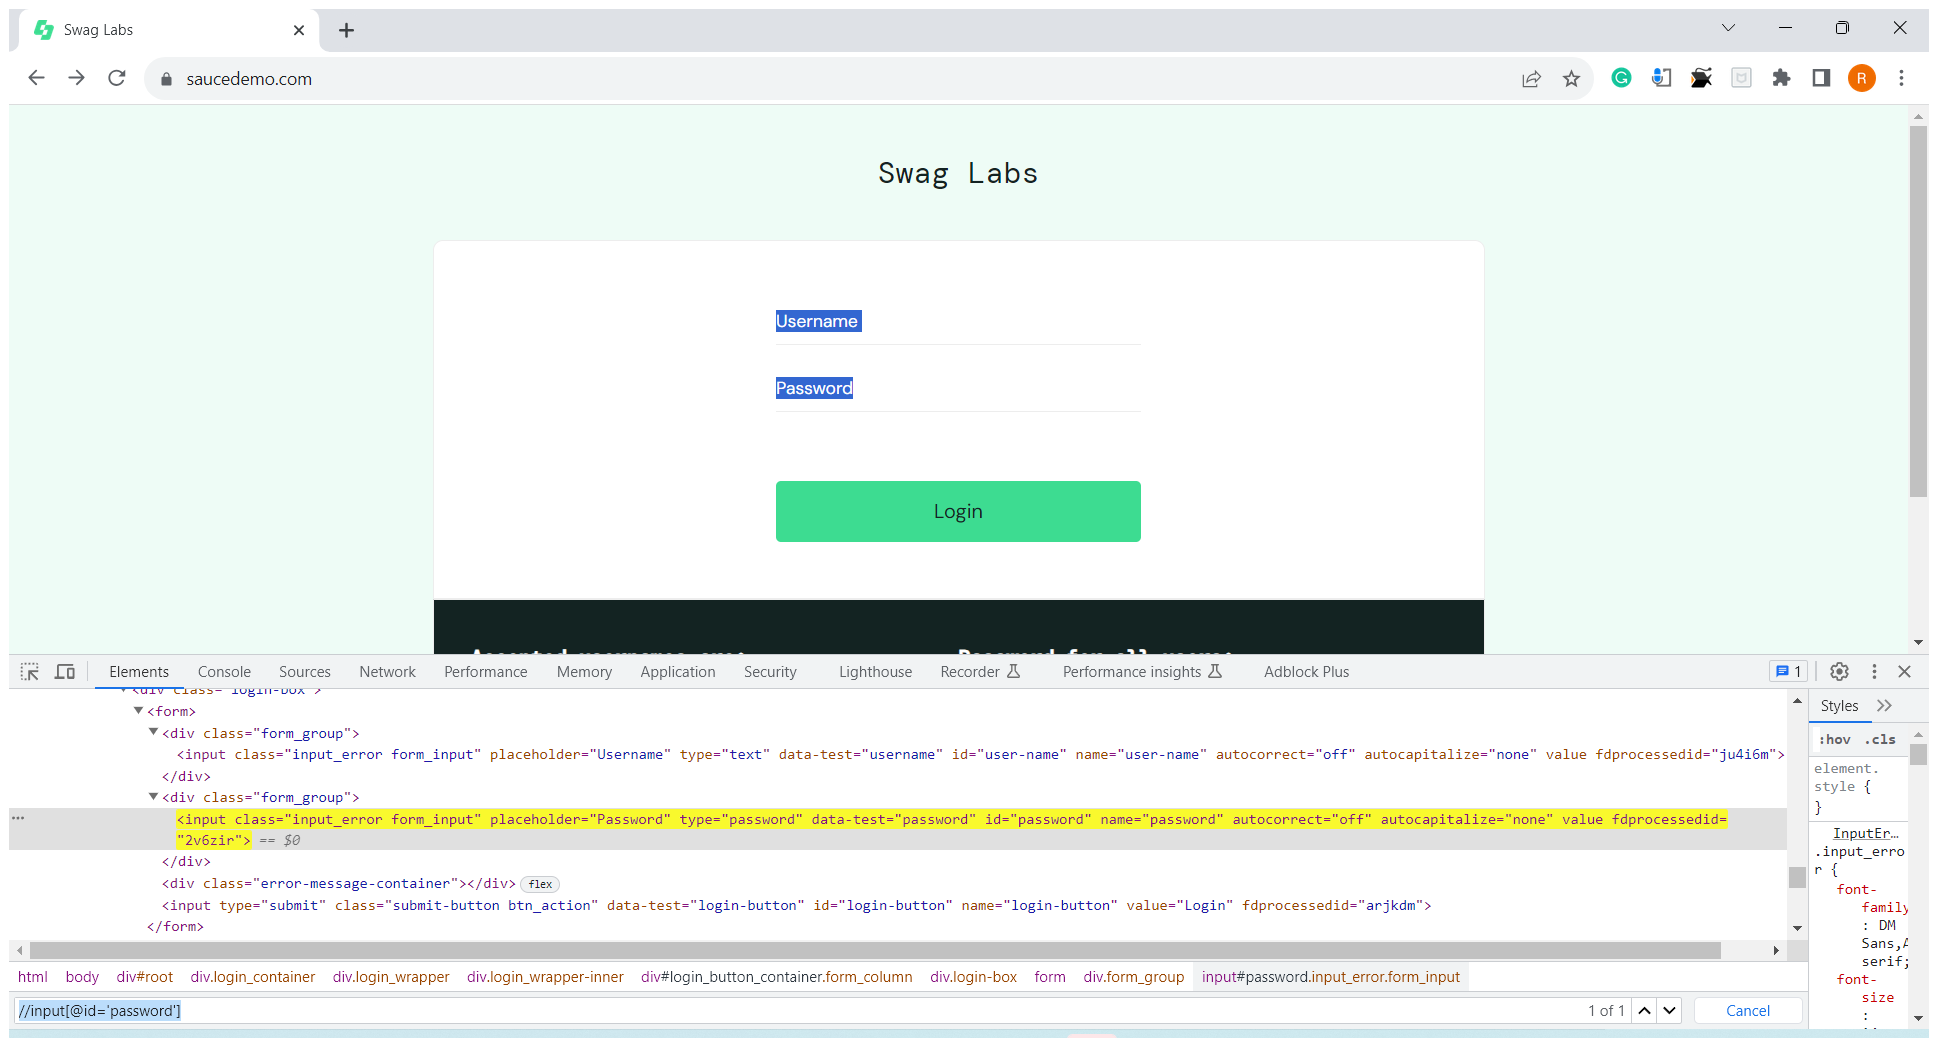 Swag Labs
saucedemo.com
R
Swag Labs
Username
Password
Login
Elements Console Sources Network Performance Memory Application Security Lighthouse Recorder Performance insights Adblock Plus 1
<form>
<div class="form_group">
<input class="input_error form_input" placeholder="Username" type="text" data-test="username" id="user-name" name="user-name" autocorrect="off" autocapitalize="none" value fdprocessedid="ju4i6m">
</div>
<div class="form_group">
<input class="input_error form_input" placeholder="Password" type="password" data-test="password" id="password" name="password" autocorrect="off" autocapitalize="none" value fdprocessedid=
"2v6zir"> == $0
</div>
<div class="error-message-container"></div> flex
<input type="submit" class="submit-button btn_action" data-test="login-button" id="login-button" name="login-button" value="Login" fdprocessedid="arjkdm">
</form>
html body div#root div.login_container div.login_wrapper div.login_wrapper-inner div#login_button_container.form_column div.login-box form div.form_group input#password.input_error.form_input
//input[@id='password'] 1 of 1 Cancel
Styles
:hov .cls
element.
style {
}
InputEr…
.input_erro
r {
font-
family
: DM
Sans,A
serif;
font-
size
: